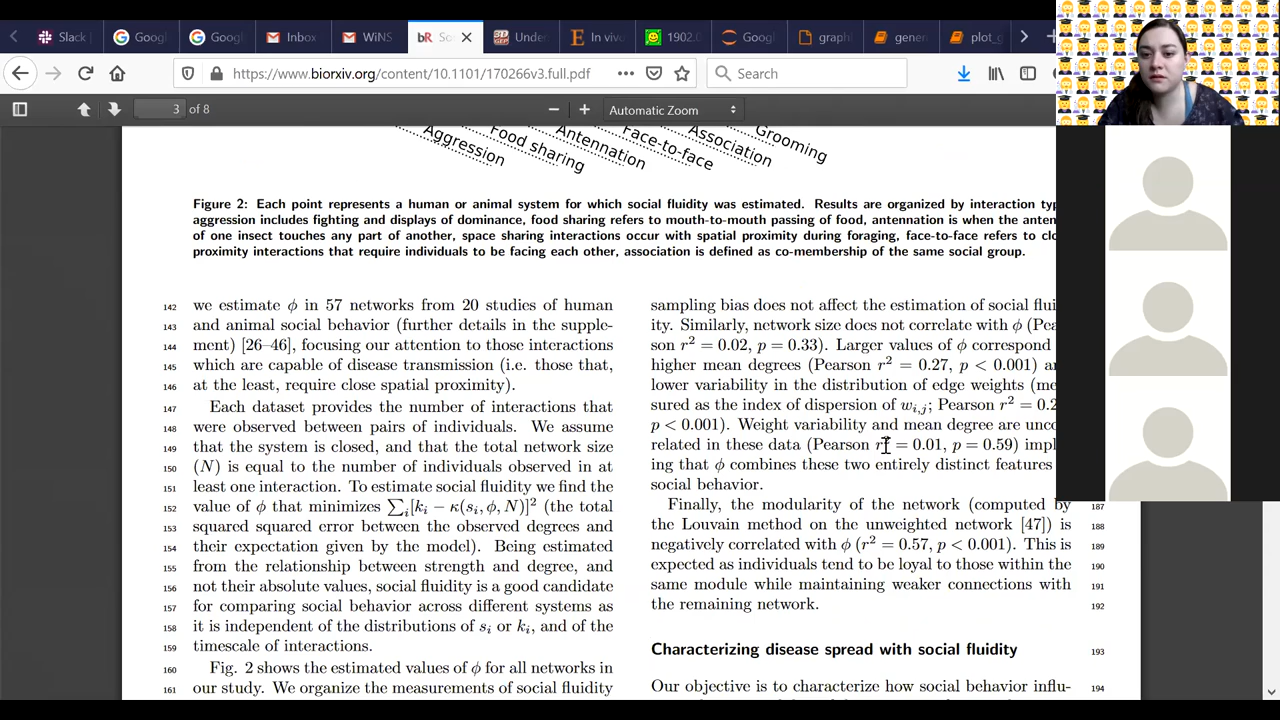 Slack
Googl
Googl
Inbox
WINS
bR So
Unde
In vivo
1902.0
Coog
graph
gener
plot_g
https://www.biorxiv.org/content/10.1101/170266v3.full.pdf
Search
3 of 8
Automatic Zoom
Aggression
Food sharing
Antennation
Face-to-face
Association
Grooming
Figure 2: Each point represents a human or animal system for which social fluidity was estimated. Results are organized by interaction typ
aggression includes fighting and displays of dominance, food sharing refers to mouth-to-mouth passing of food, antennation is when the anten
of one insect touches any part of another, space sharing interactions occur with spatial proximity during foraging, face-to-face refers to clo
proximity interactions that require individuals to be facing each other, association is defined as co-membership of the same social group.
142 we estimate ϕ in 57 networks from 20 studies of human
143 and animal social behavior (further details in the supple-
144 ment) [26–46], focusing our attention to those interactions
145 which are capable of disease transmission (i.e. those that,
146 at the least, require close spatial proximity).
147 Each dataset provides the number of interactions that
148 were observed between pairs of individuals. We assume
149 that the system is closed, and that the total network size
150 (N) is equal to the number of individuals observed in at
151 least one interaction. To estimate social fluidity we find the
152 value of ϕ that minimizes ∑i[ki − κ(si, ϕ, N)]² (the total
153 squared squared error between the observed degrees and
154 their expectation given by the model). Being estimated
155 from the relationship between strength and degree, and
156 not their absolute values, social fluidity is a good candidate
157 for comparing social behavior across different systems as
158 it is independent of the distributions of si or ki, and of the
159 timescale of interactions.
160 Fig. 2 shows the estimated values of ϕ for all networks in
161 our study. We organize the measurements of social fluidity
sampling bias does not affect the estimation of social flui
ity. Similarly, network size does not correlate with ϕ (Pea
son r² = 0.02, p = 0.33). Larger values of ϕ correspond
higher mean degrees (Pearson r² = 0.27, p < 0.001) an
lower variability in the distribution of edge weights (me
sured as the index of dispersion of wi,j; Pearson r² = 0.2
p < 0.001). Weight variability and mean degree are unco
related in these data (Pearson r² = 0.01, p = 0.59) impl
ing that ϕ combines these two entirely distinct features
social behavior.
Finally, the modularity of the network (computed by 187
the Louvain method on the unweighted network [47]) is 188
negatively correlated with ϕ (r² = 0.57, p < 0.001). This is 189
expected as individuals tend to be loyal to those within the 190
same module while maintaining weaker connections with 191
the remaining network. 192
Characterizing disease spread with social fluidity 193
Our objective is to characterize how social behavior influ- 194